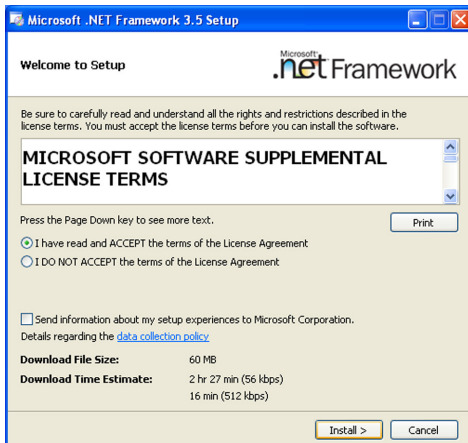 Microsoft .NET Framework 3.5 Setup
Welcome to Setup
Microsoft
.net Framework
Be sure to carefully read and understand all the rights and restrictions described in the
license terms. You must accept the license terms before you can install the software.
MICROSOFT SOFTWARE SUPPLEMENTAL
LICENSE TERMS
Press the Page Down key to see more text.
Print
I have read and ACCEPT the terms of the License Agreement
I DO NOT ACCEPT the terms of the License Agreement
Send information about my setup experiences to Microsoft Corporation.
Details regarding the data collection policy
Download File Size: 60 MB
Download Time Estimate: 2 hr 27 min (56 kbps)
16 min (512 kbps)
Install > Cancel